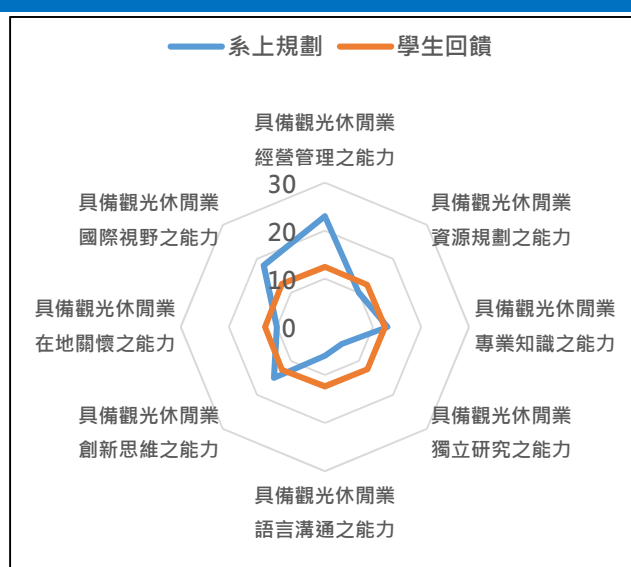 系上規劃 學生回饋
具備觀光休閒業
經營管理之能力
30
20
10
0
具備觀光休閒業
資源規劃之能力
具備觀光休閒業
專業知識之能力
具備觀光休閒業
獨立研究之能力
具備觀光休閒業
語言溝通之能力
具備觀光休閒業
創新思維之能力
具備觀光休閒業
在地關懷之能力
具備觀光休閒業
國際視野之能力